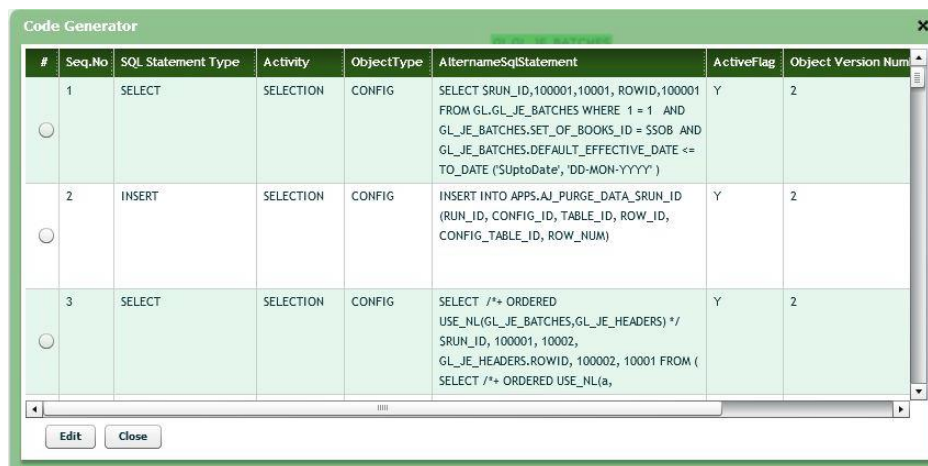 Code Generator
GL.GL_JE_BATCHES
# Seq.No SQL Statement Type Activity ObjectType AlternameSqlStatement ActiveFlag Object Version Num
1 SELECT SELECTION CONFIG SELECT $RUN_ID,100001,10001, ROWID,100001 Y 2
FROM GL.GL_JE_BATCHES WHERE 1 = 1 AND
GL_JE_BATCHES.SET_OF_BOOKS_ID = $SOB AND
GL_JE_BATCHES.DEFAULT_EFFECTIVE_DATE <=
TO_DATE ('$UptoDate', 'DD-MON-YYYY' )
2 INSERT SELECTION CONFIG INSERT INTO APPS.AJ_PURGE_DATA_$RUN_ID Y 2
(RUN_ID, CONFIG_ID, TABLE_ID, ROW_ID,
CONFIG_TABLE_ID, ROW_NUM)
3 SELECT SELECTION CONFIG SELECT /*+ ORDERED Y 2
USE_NL(GL_JE_BATCHES,GL_JE_HEADERS) */
$RUN_ID, 100001, 10002,
GL_JE_HEADERS.ROWID, 100002, 10001 FROM (
SELECT /*+ ORDERED USE_NL(a,
Edit Close